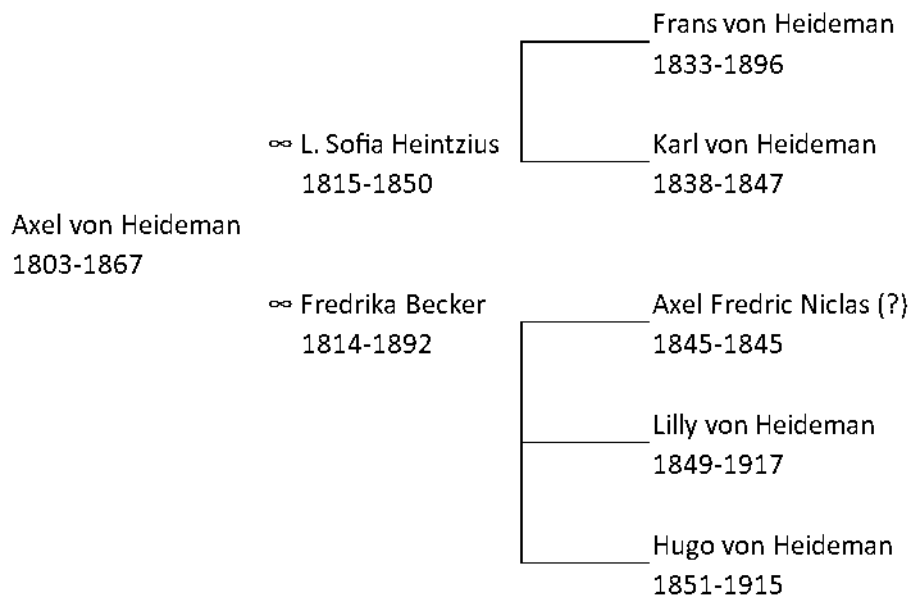 Frans von Heideman
1833-1896
∞ L. Sofia Heintzius
1815-1850
Karl von Heideman
1838-1847
Axel von Heideman
1803-1867
∞ Fredrika Becker
1814-1892
Axel Fredric Niclas (?)
1845-1845
Lilly von Heideman
1849-1917
Hugo von Heideman
1851-1915